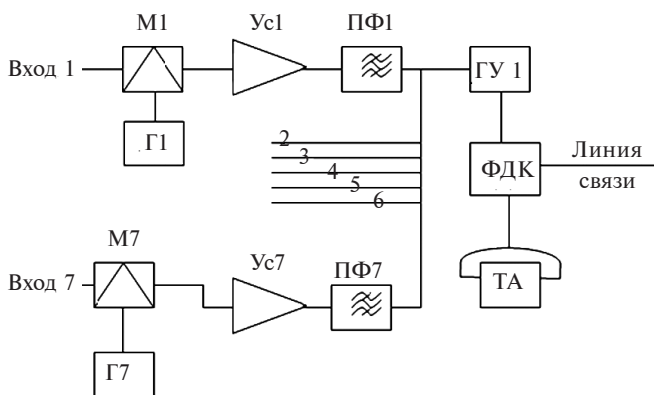 М1
Ус1
ПФ1
Вход 1
ГУ 1
Г1
2
3
4
5
6
ФДК
Линия
связи
М7
Ус7
ПФ7
Вход 7
ТА
Г7